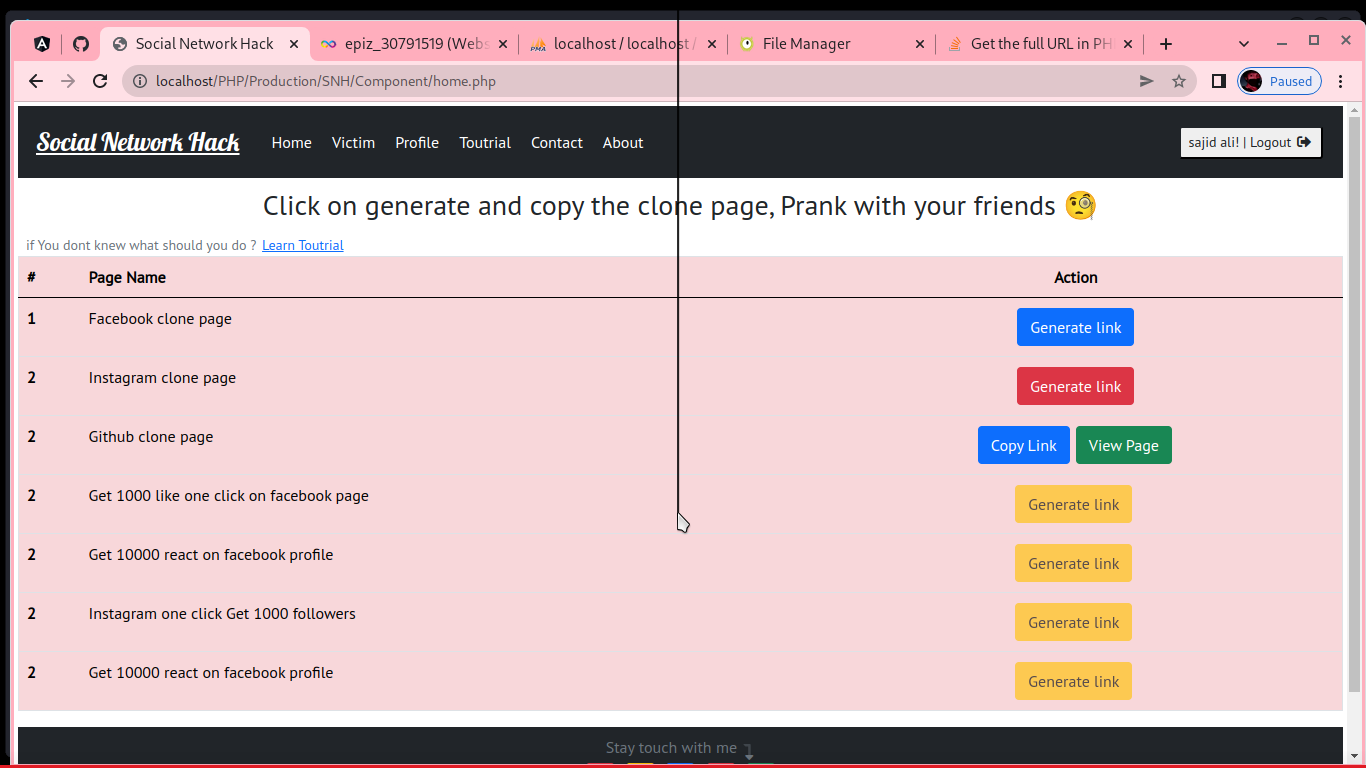 Social Network Hack
epiz_30791519 (Webs
localhost / localhost /
File Manager
Get the full URL in PH
localhost/PHP/Production/SNH/Component/home.php
Paused
Social Network Hack
Home Victim Profile Toutrial Contact About
sajid ali! | Logout
Click on generate and copy the clone page, Prank with your friends 🧐
if You dont knew what should you do ? Learn Toutrial
# Page Name Action
1 Facebook clone page Generate link
2 Instagram clone page Generate link
2 Github clone page Copy Link View Page
2 Get 1000 like one click on facebook page Generate link
2 Get 10000 react on facebook profile Generate link
2 Instagram one click Get 1000 followers Generate link
2 Get 10000 react on facebook profile Generate link
Stay touch with me